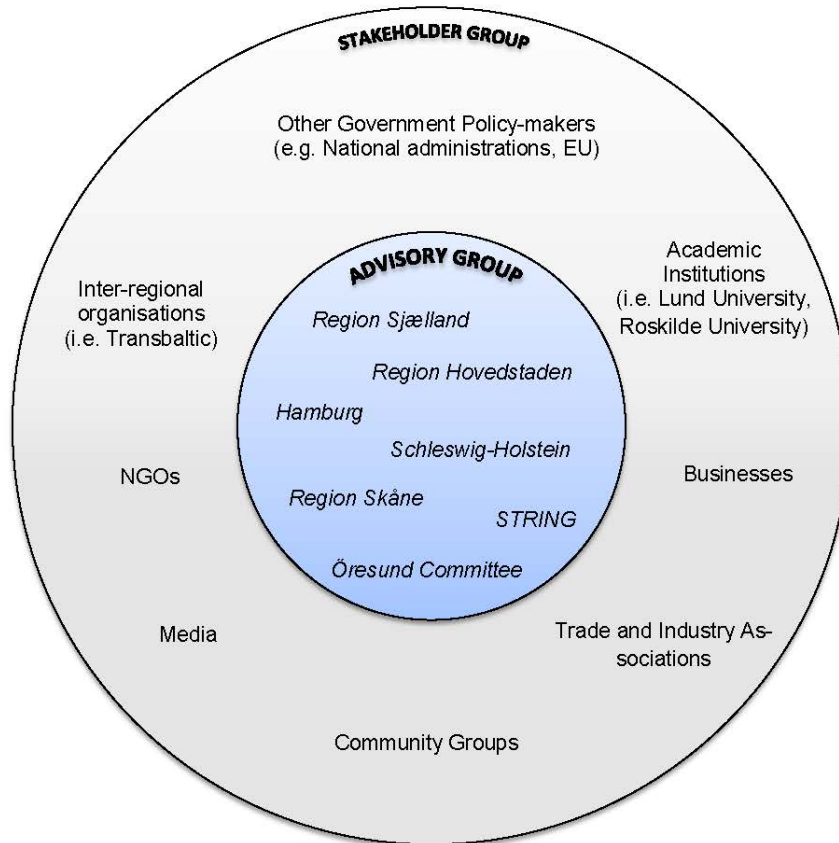 STAKEHOLDER GROUP
Other Government Policy-makers
(e.g. National administrations, EU)
Inter-regional
organisations
(i.e. Transbaltic)
Academic
Institutions
(i.e. Lund University,
Roskilde University)
ADVISORY GROUP
Region Sjælland
Region Hovedstaden
Hamburg
Schleswig-Holstein
Region Skåne
STRING
Öresund Committee
NGOs
Businesses
Media
Trade and Industry As-
sociations
Community Groups